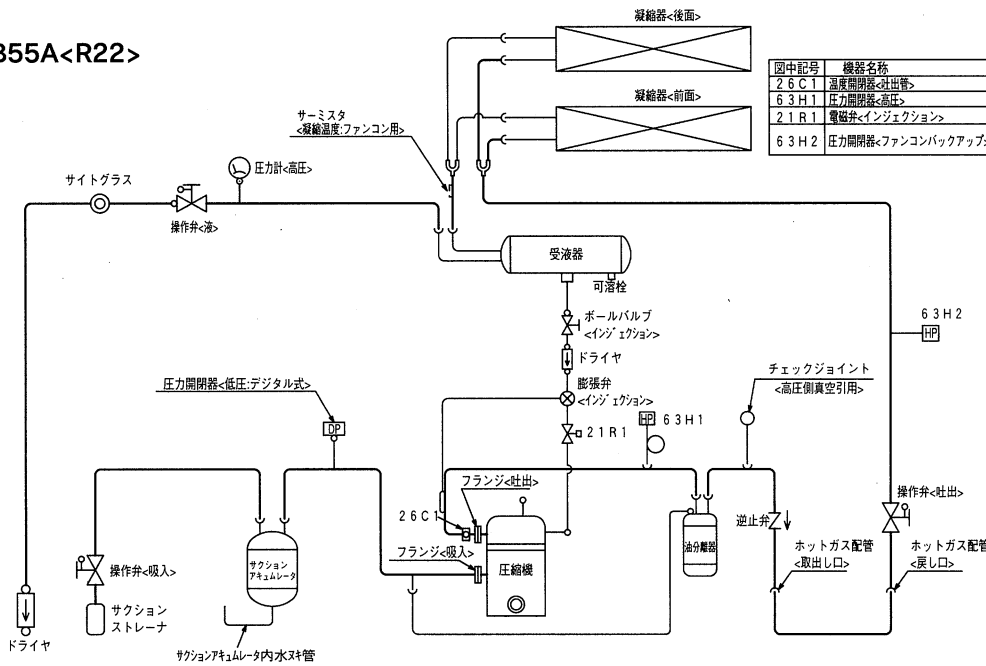 355A<R22>
凝縮器<後面>
凝縮器<前面>
図中記号 機器名称
26C1 温度開閉器<吐出管>
63H1 圧力開閉器<高圧>
21R1 電磁弁<インジェクション>
63H2 圧力開閉器<ファンコンバックアップ>
サーミスタ
<凝縮温度:ファンコン用>
圧力計<高圧>
サイトグラス
操作弁<液>
受液器
可溶栓
ボールバルブ
<インジェクション>
ドライヤ
膨張弁
<インジェクション>
21R1
63H2
HP
チェックジョイント
<高圧側真空引用>
圧力開閉器<低圧:デジタル式>
DP
HP 63H1
フランジ<吐出>
26C1
フランジ<吸入>
圧縮機
油分離器
逆止弁
操作弁<吐出>
ホットガス配管
<取出し口>
ホットガス配管
<戻し口>
操作弁<吸入>
サクション
アキュムレータ
サクション
ストレーナ
ドライヤ
サクションアキュムレータ内水ヌキ管